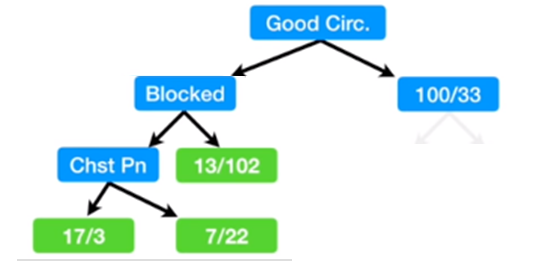 Good Circ.
Blocked
100/33
Chst Pn
13/102
17/3
7/22